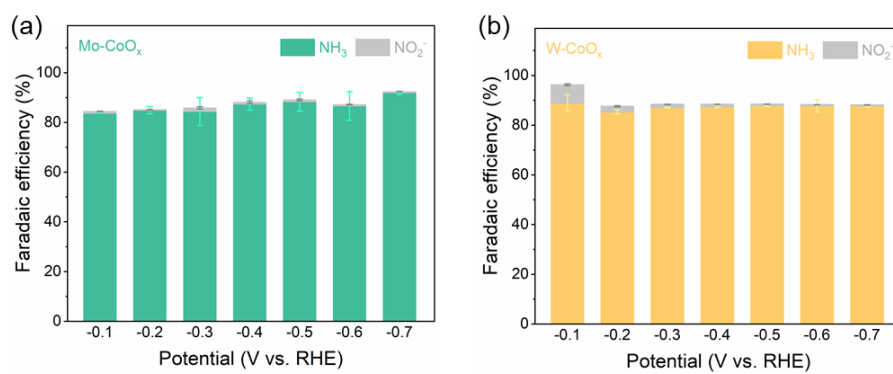 (a)
Mo-CoOₓ
NH₃
NO₂⁻
Faradaic efficiency (%)
100
80
60
40
20
0
-0.1 -0.2 -0.3 -0.4 -0.5 -0.6 -0.7
Potential (V vs. RHE)
(b)
W-CoOₓ
NH₃
NO₂⁻
Faradaic efficiency (%)
100
80
60
40
20
0
-0.1 -0.2 -0.3 -0.4 -0.5 -0.6 -0.7
Potential (V vs. RHE)